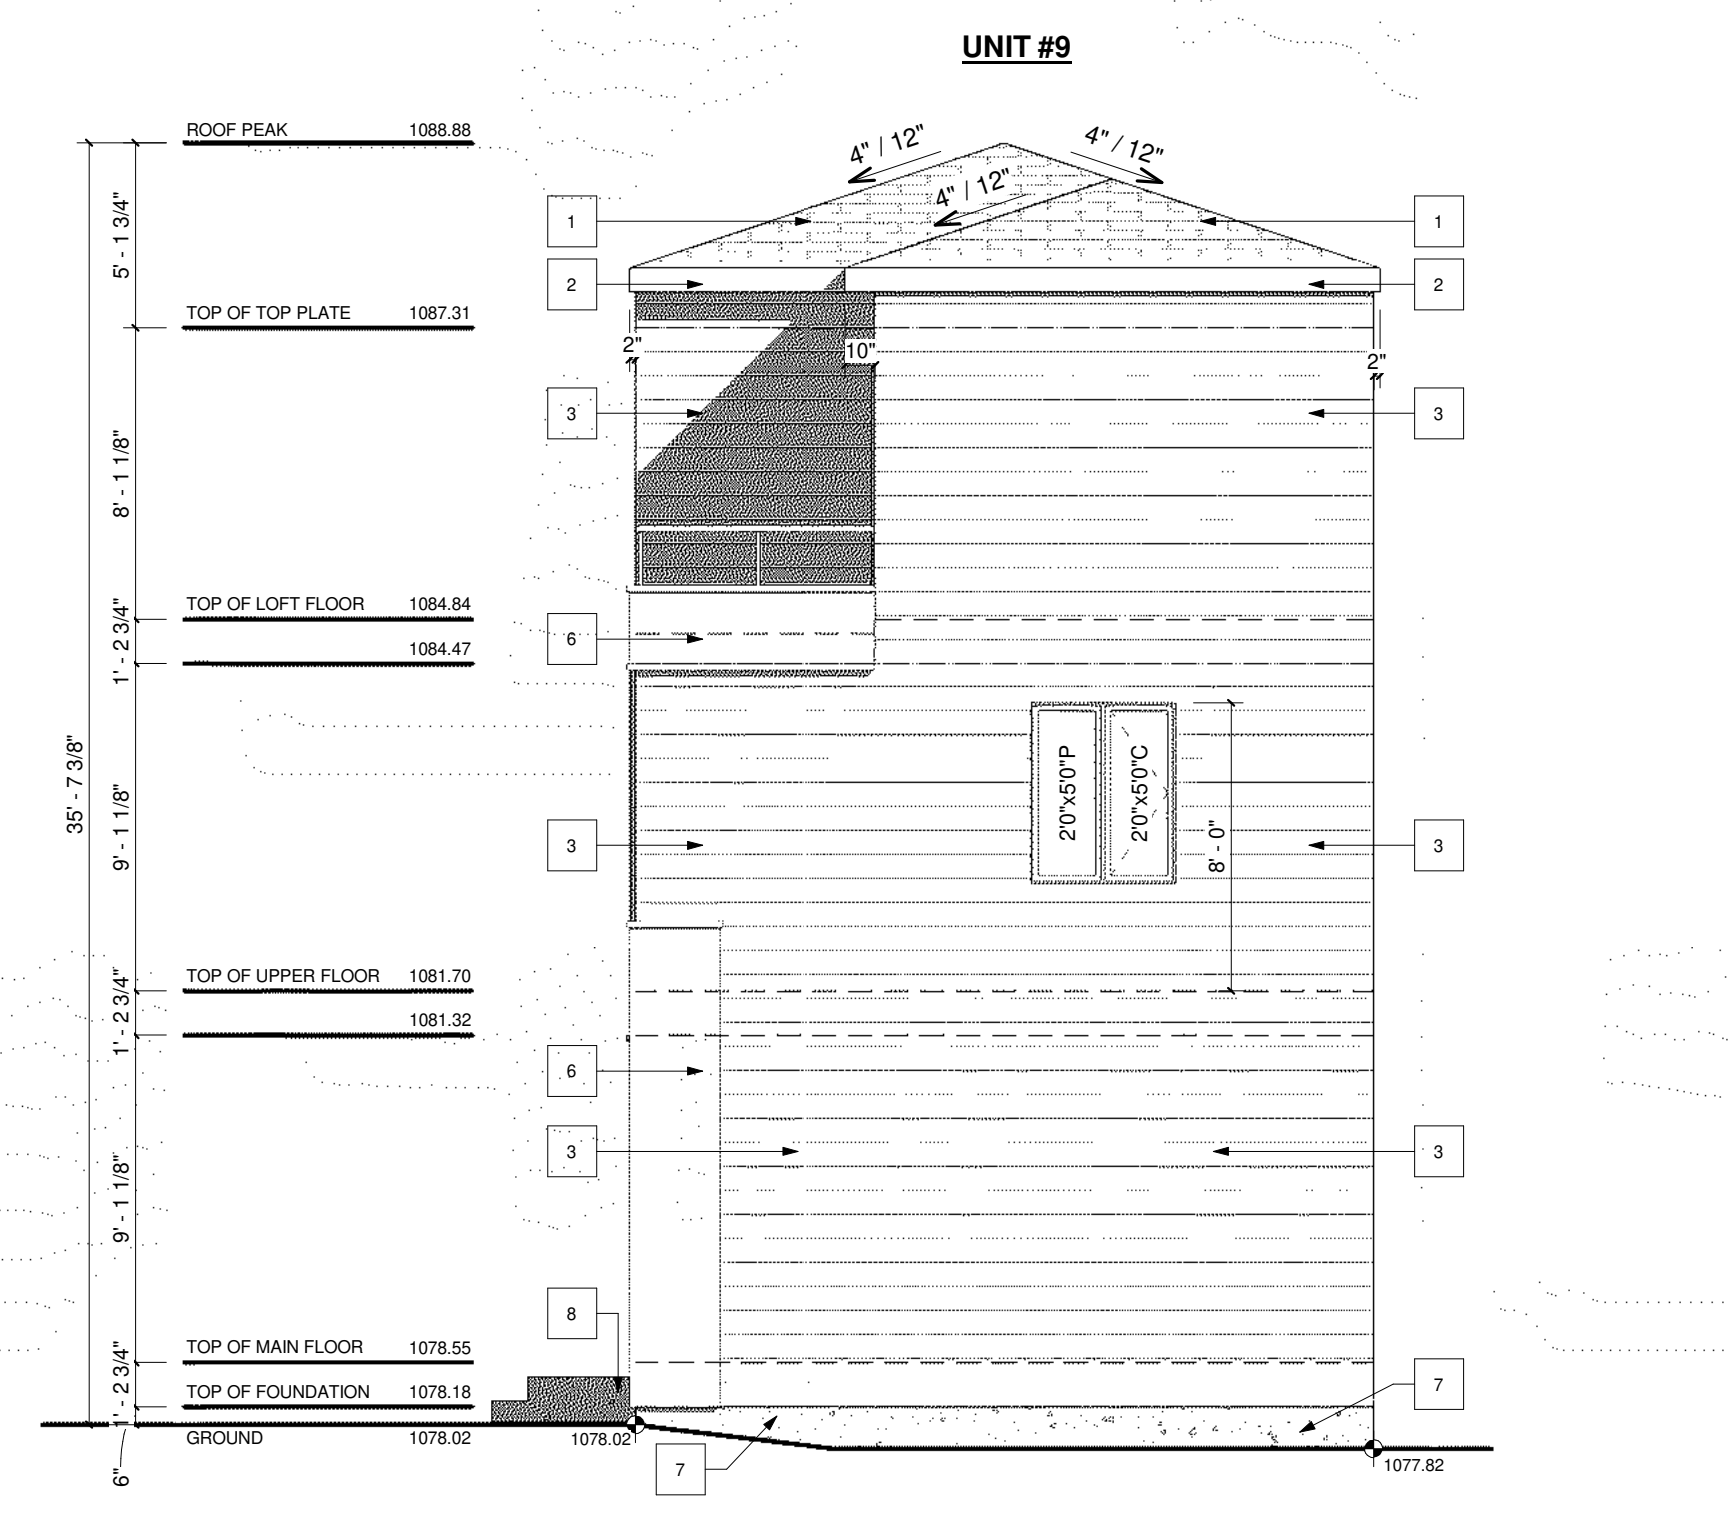 UNIT #9
ROOF PEAK 1088.88
4" / 12"
4" / 12"
4" / 12"
5' - 1 3/4"
1
1
2
2
TOP OF TOP PLATE 1087.31
2"
10"
2"
3
3
8' - 1 1/8"
TOP OF LOFT FLOOR 1084.84
1' - 2 3/4"
6
1084.47
35' - 7 3/8"
9' - 1 1/8"
2'0"x5'0"P
2'0"x5'0"C
8' - 0"
3
3
TOP OF UPPER FLOOR 1081.70
1' - 2 3/4"
1081.32
6
3
3
9' - 1 1/8"
8
TOP OF MAIN FLOOR 1078.55
1' - 2 3/4"
7
TOP OF FOUNDATION 1078.18
GROUND 1078.02
1078.02
6"
7
1077.82